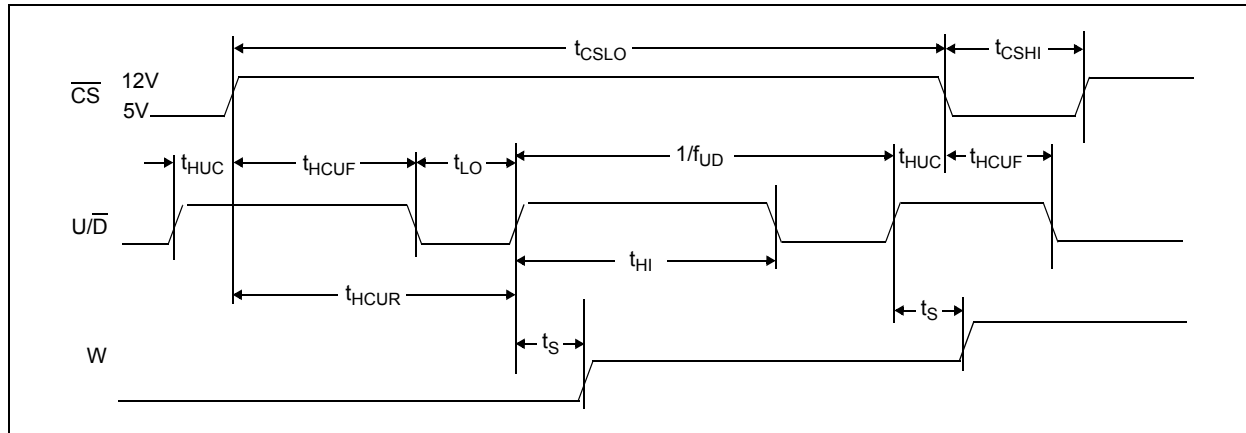 tCSLO
tCSHI
CS
12V
5V
tHUC
tHCUF
tLO
1/fUD
tHUC
tHCUF
U/D
tHI
tHCUR
tS
tS
W